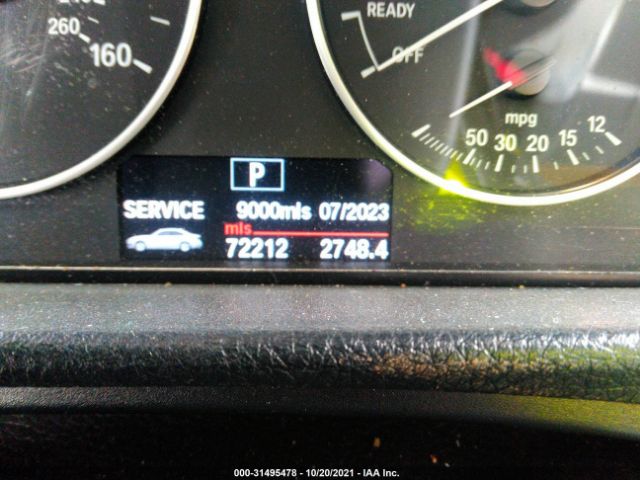 READY
OFF
260
160
mpg
50 30 20 15 12
P
SERVICE 9000mls 07/2023
mls
72212 2748.4
000-31495478 - 10/20/2021 - IAA Inc.